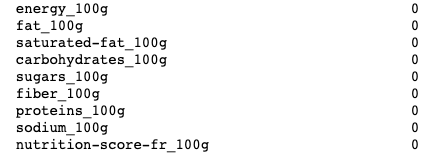 energy_100g 0
fat_100g 0
saturated-fat_100g 0
carbohydrates_100g 0
sugars_100g 0
fiber_100g 0
proteins_100g 0
sodium_100g 0
nutrition-score-fr_100g 0